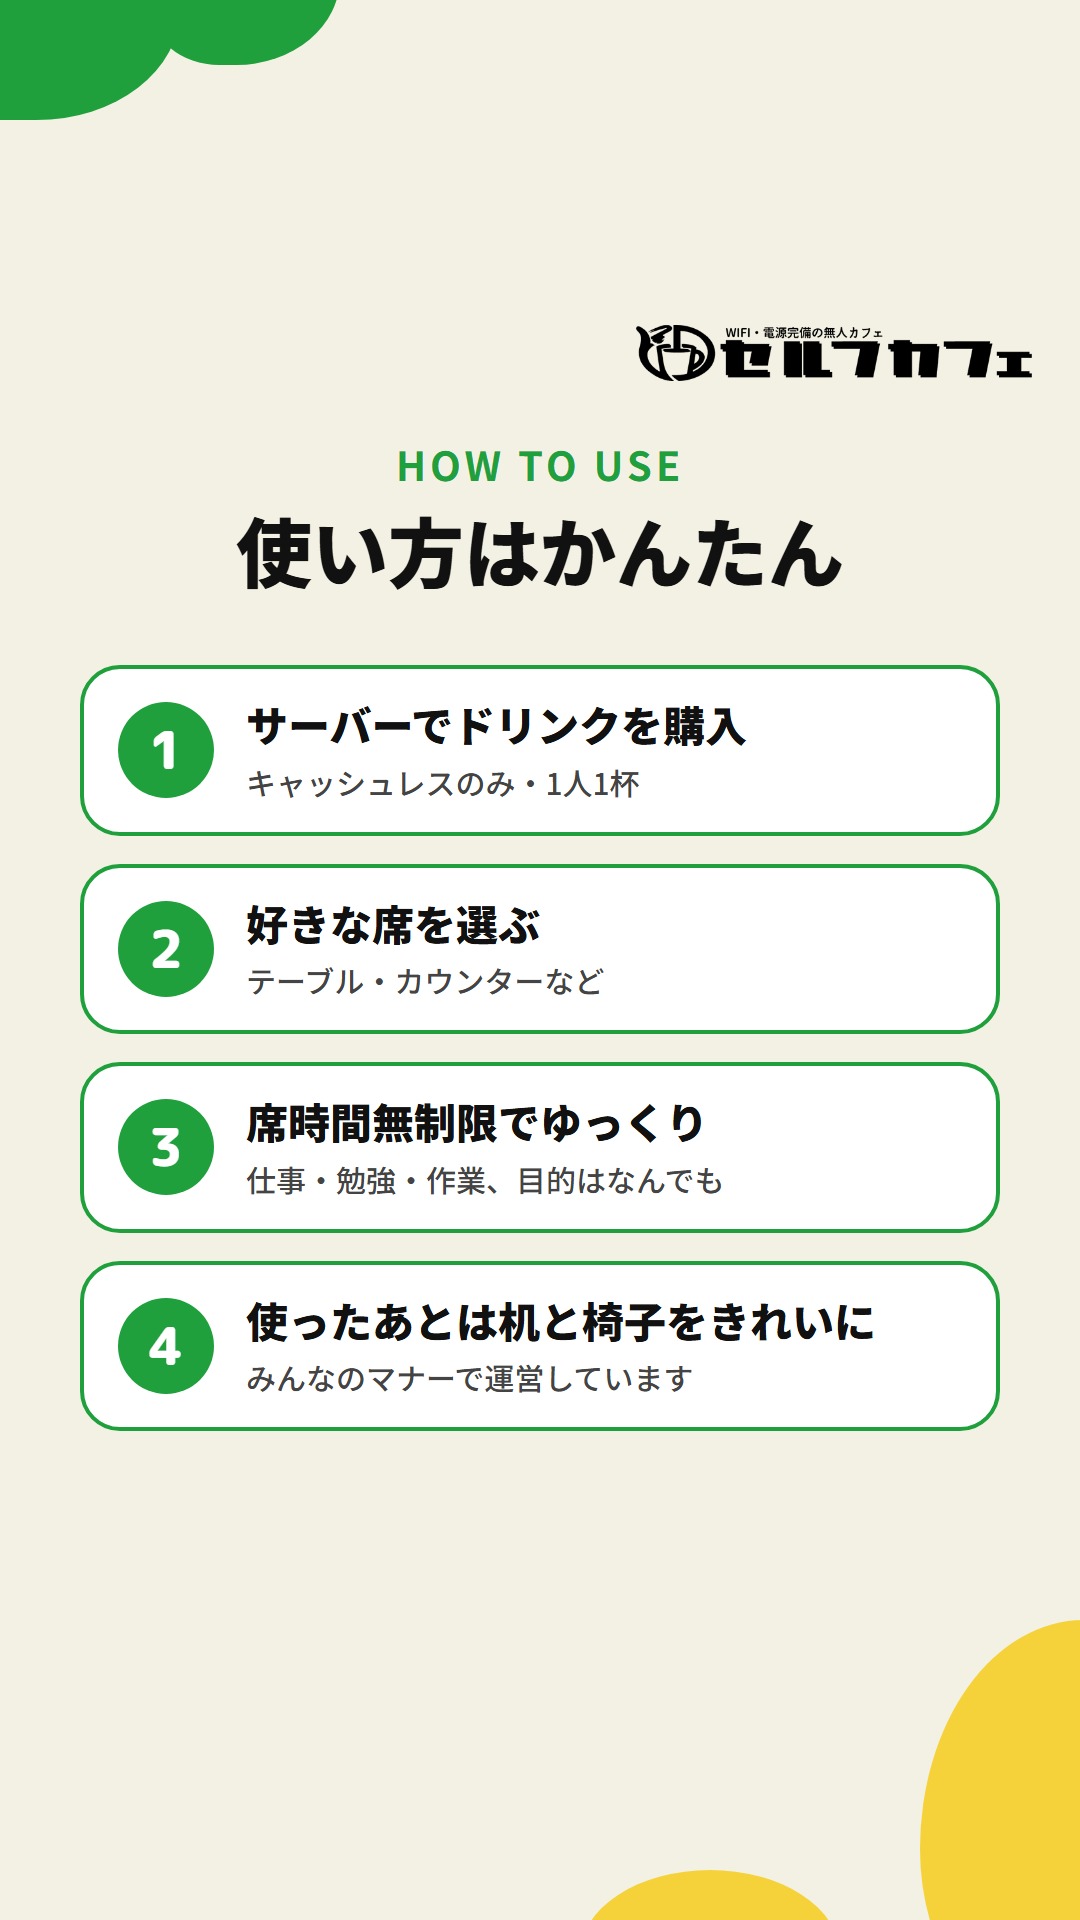 WIFI・電源完備の無人カフェ
セルフカフェ
HOW TO USE
使い方はかんたん
1
サーバーでドリンクを購入
キャッシュレスのみ・1人1杯
2
好きな席を選ぶ
テーブル・カウンターなど
3
席時間無制限でゆっくり
仕事・勉強・作業、目的はなんでも
4
使ったあとは机と椅子をきれいに
みんなのマナーで運営しています